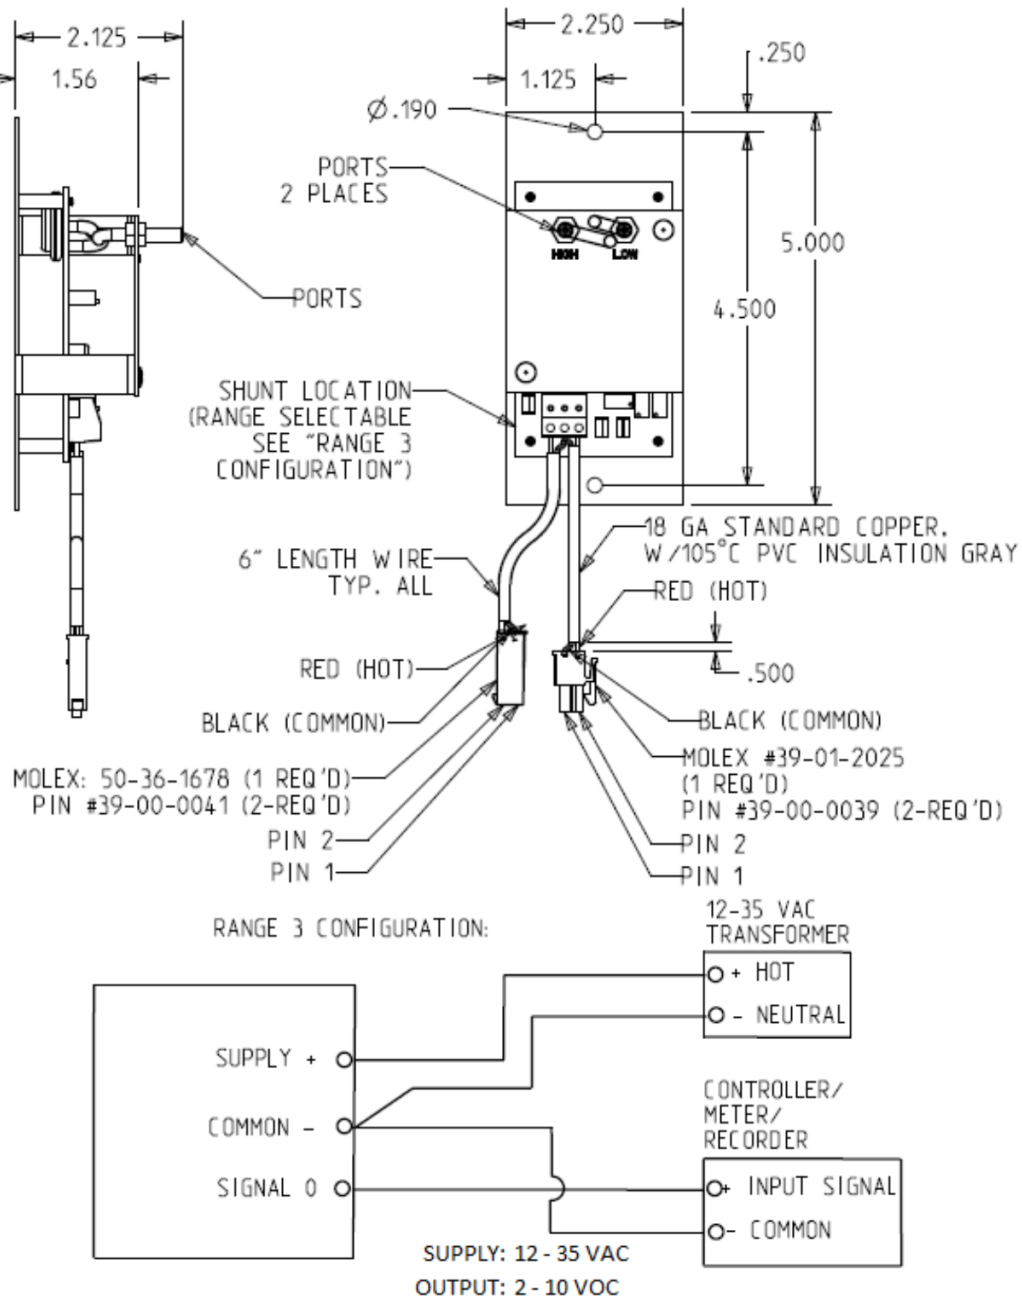 2.125
1.56
2.250
1.125
.250
Ø.190
PORTS
2 PLACES
HIGH
LOW
5.000
4.500
PORTS
SHUNT LOCATION
(RANGE SELECTABLE
SEE "RANGE 3
CONFIGURATION")
18 GA STANDARD COPPER.
W/105°C PVC INSULATION GRAY
6" LENGTH WIRE
TYP. ALL
RED (HOT)
RED (HOT)
.500
BLACK (COMMON)
BLACK (COMMON)
MOLEX: 50-36-1678 (1 REQ'D)
PIN #39-00-0041 (2-REQ'D)
MOLEX #39-01-2025
(1 REQ'D)
PIN #39-00-0039 (2-REQ'D)
PIN 2
PIN 1
PIN 2
PIN 1
RANGE 3 CONFIGURATION:
12-35 VAC
TRANSFORMER
+ HOT
- NEUTRAL
SUPPLY +
COMMON -
SIGNAL O
CONTROLLER/
METER/
RECORDER
+ INPUT SIGNAL
- COMMON
SUPPLY: 12 - 35 VAC
OUTPUT: 2 - 10 VOC